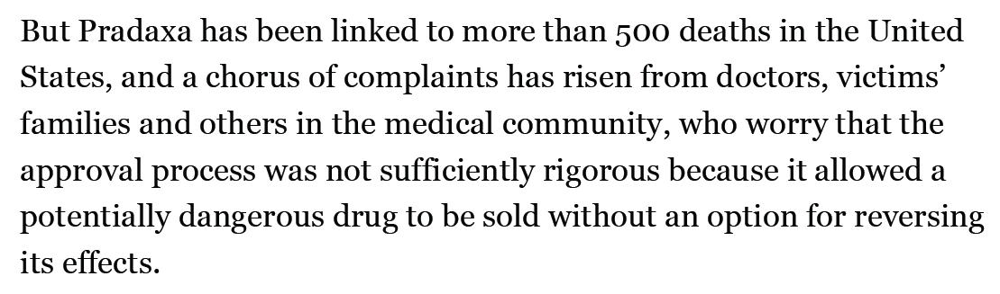 But Pradaxa has been linked to more than 500 deaths in the United
States, and a chorus of complaints has risen from doctors, victims’
families and others in the medical community, who worry that the
approval process was not sufficiently rigorous because it allowed a
potentially dangerous drug to be sold without an option for reversing
its effects.